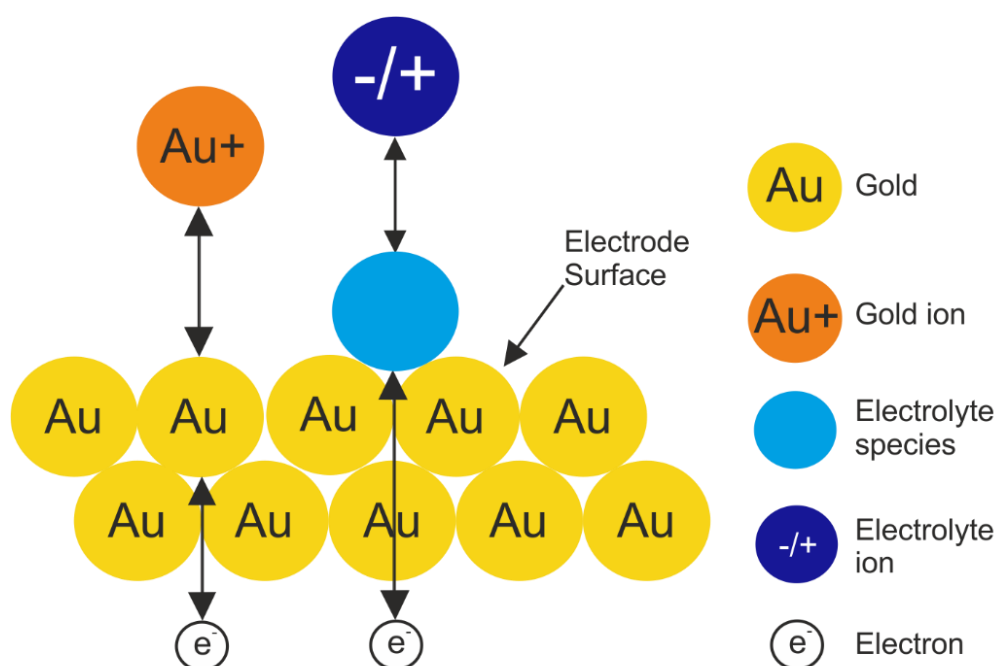 -/+
Au+
Electrode
Surface
Au Au Au Au Au
Au Au Au Au Au
e⁻ e⁻
Au Gold
Au+ Gold ion
Electrolyte
species
-/+ Electrolyte
ion
e⁻ Electron